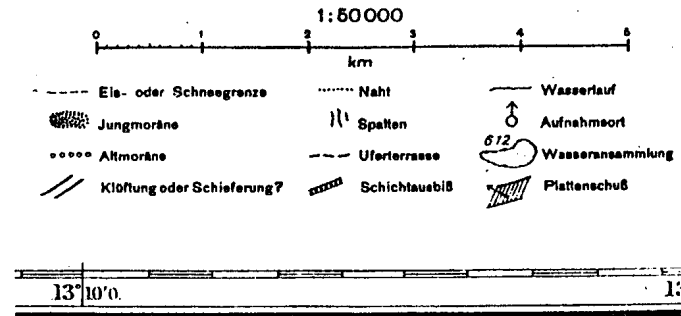 1:50000
0 1 2 3 4 5
km
Eis- oder Schneegrenze Naht Wasserlauf
Jungmoräne Spalten Aufnahmeort
Altmoräne Uferterrasse 612 Wasseransammlung
Klüftung oder Schieferung? Schichtausbiß Plattenschuß
13° 10'0. 13